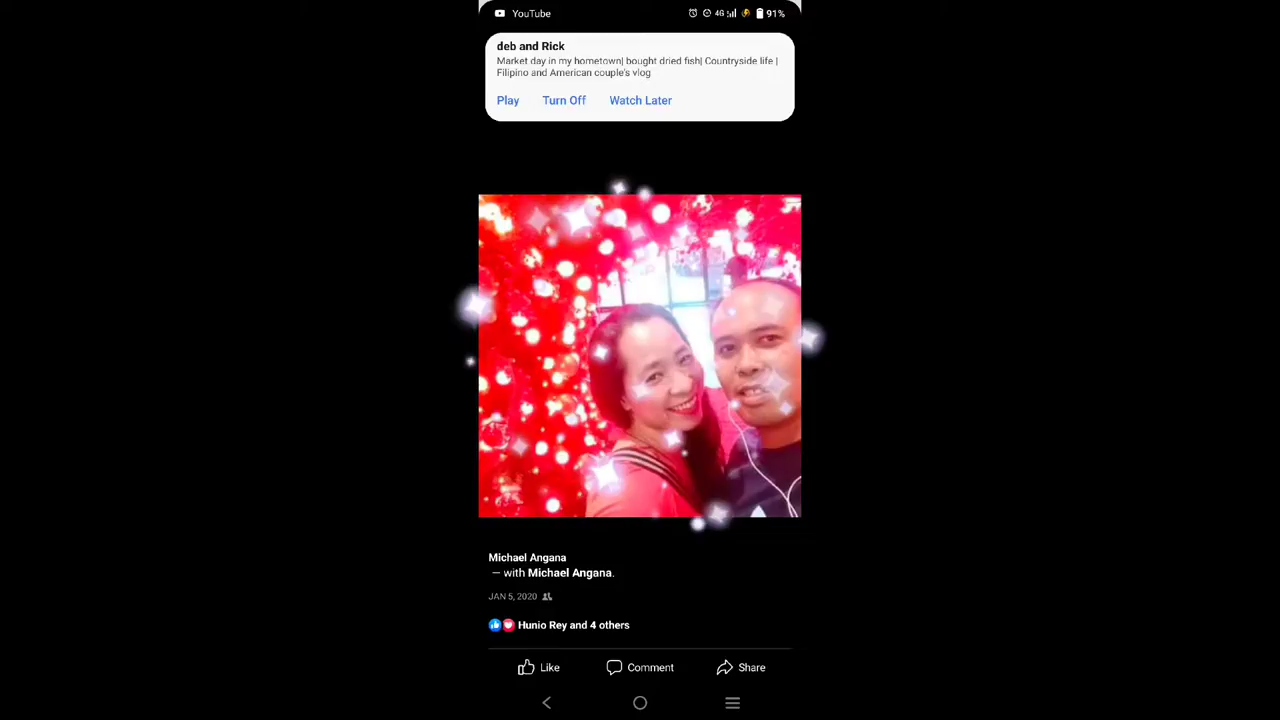 YouTube
4G
91%
deb and Rick
Market day in my hometown| bought dried fish| Countryside life |
Filipino and American couple's vlog
Play
Turn Off
Watch Later
Michael Angana
— with Michael Angana.
JAN 5, 2020
Hunio Rey and 4 others
Like
Comment
Share